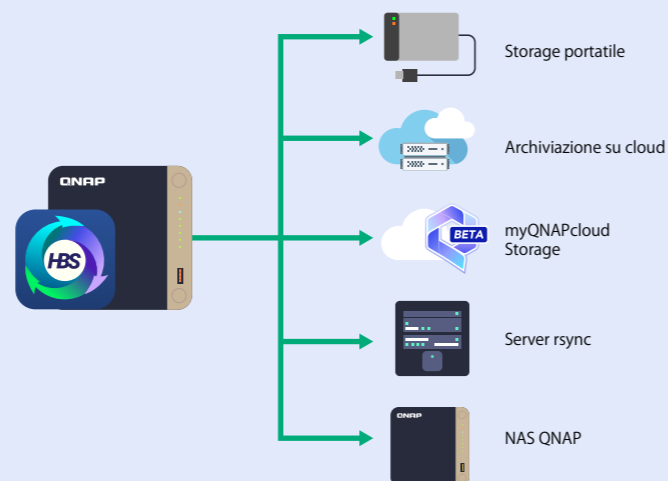 Storage portatile
Archiviazione su cloud
QNAP
HBS
BETA
myQNAPcloud
Storage
Server rsync
QNAP
NAS QNAP